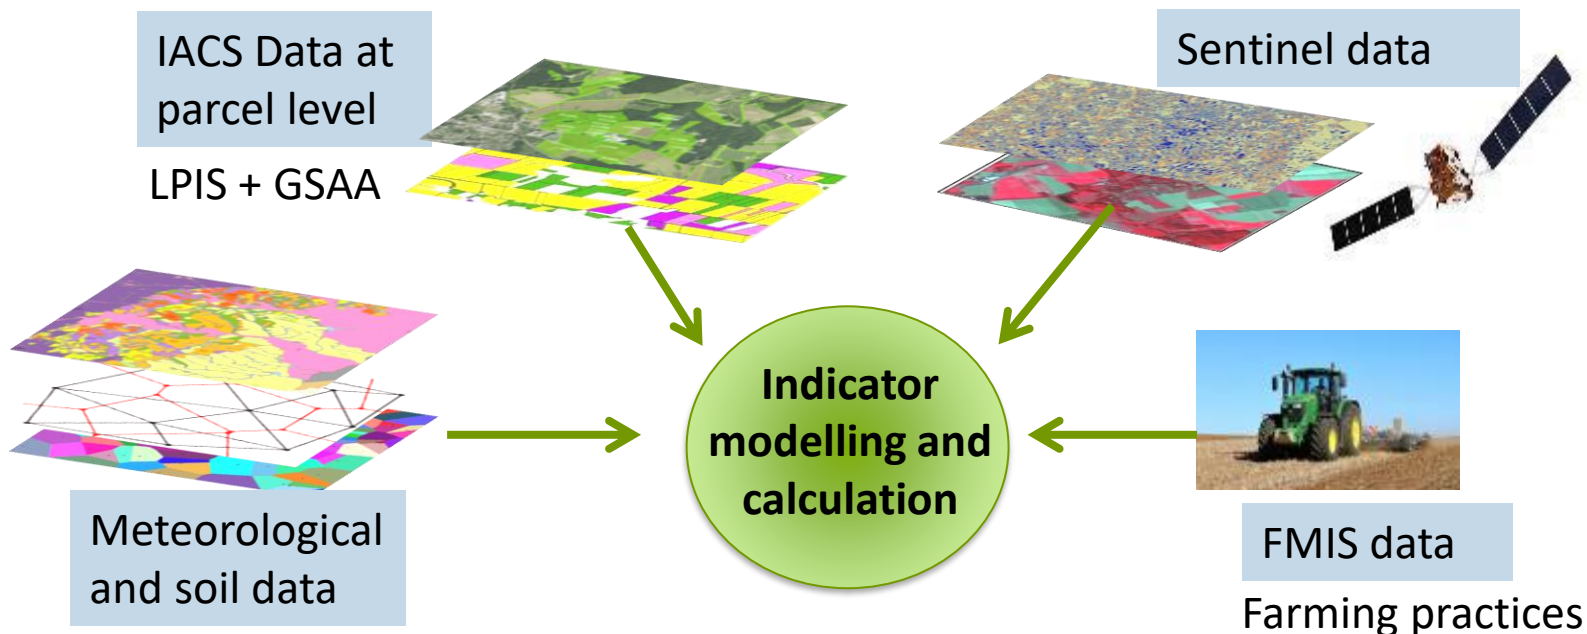 IACS Data at
parcel level
LPIS + GSAA
Sentinel data
Indicator
modelling and
calculation
Meteorological
and soil data
FMIS data
Farming practices